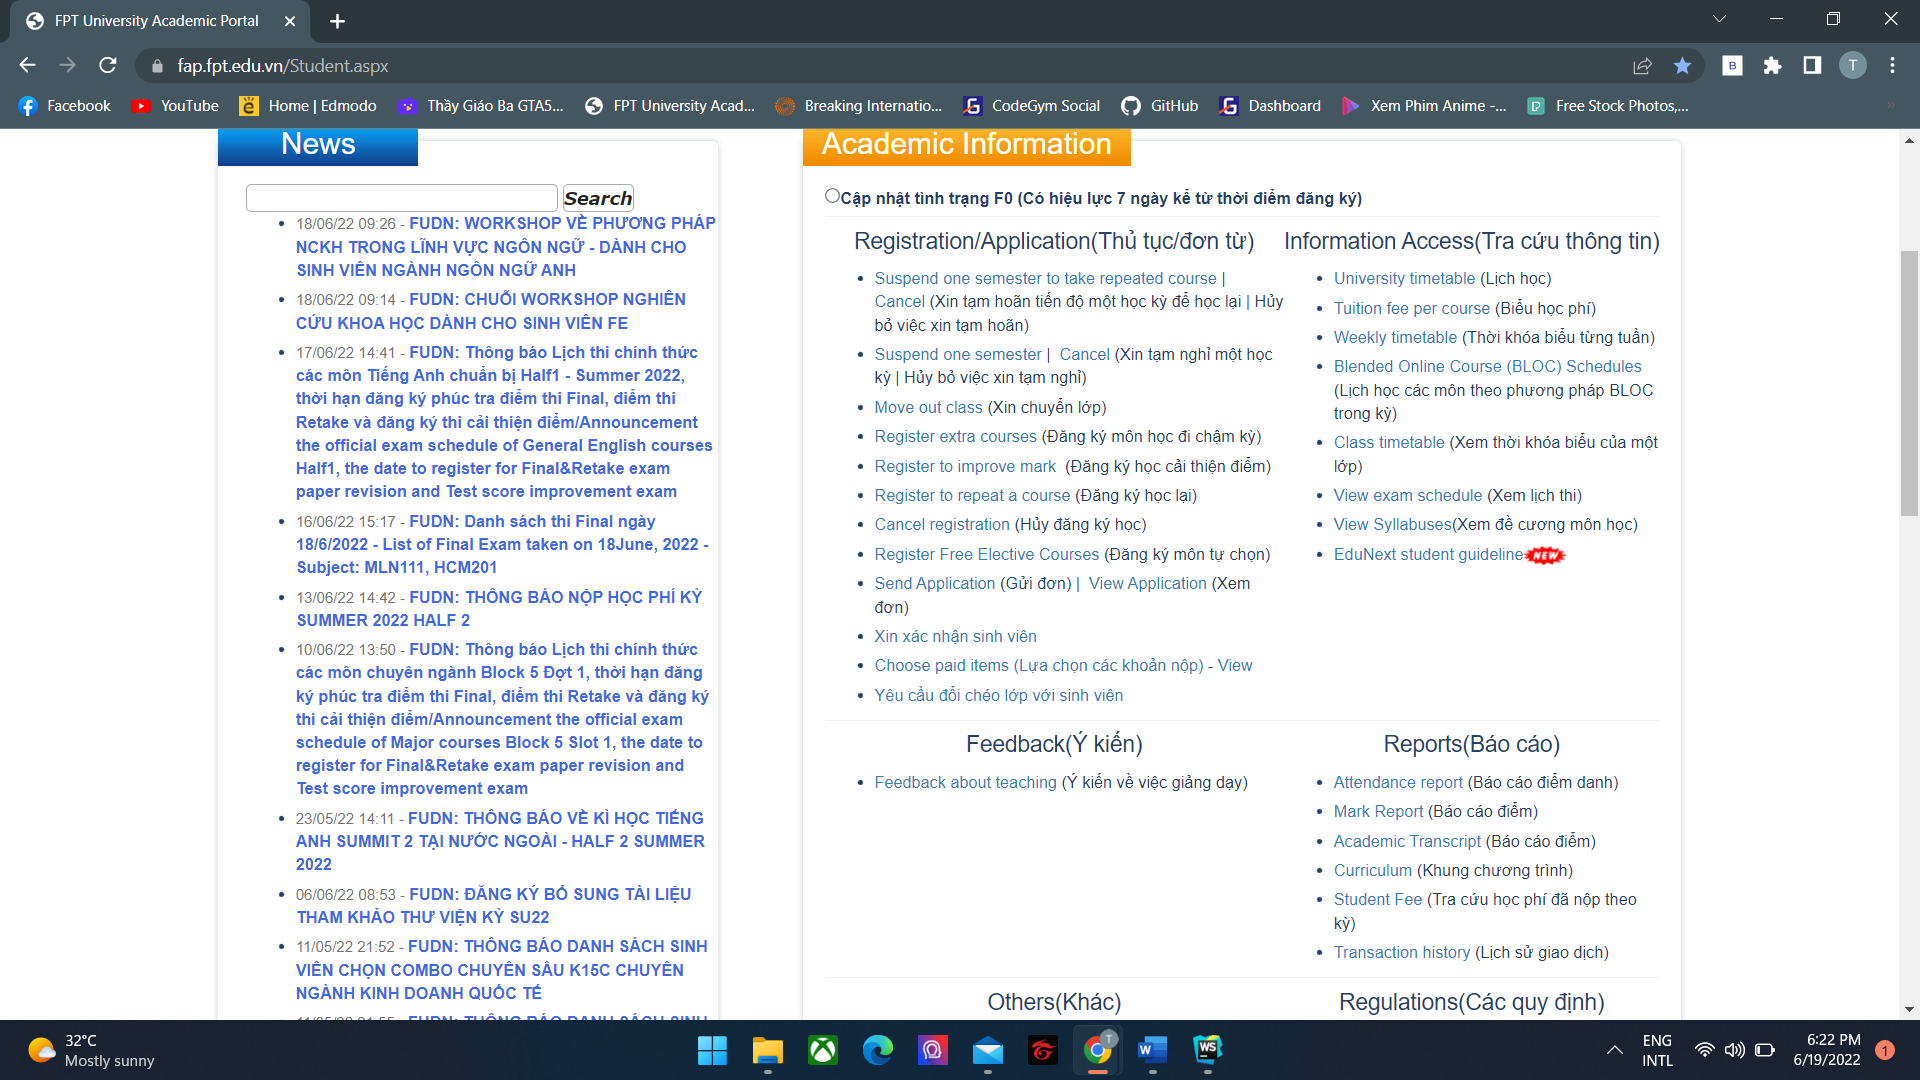 FPT University Academic Portal
fap.fpt.edu.vn/Student.aspx
B
T
Facebook
YouTube
Home | Edmodo
Thầy Giáo Ba GTA5...
FPT University Acad...
Breaking Internatio...
CodeGym Social
GitHub
Dashboard
Xem Phim Anime -...
Free Stock Photos,...
News
Search
18/06/22 09:26 - FUDN: WORKSHOP VỀ PHƯƠNG PHÁP
NCKH TRONG LĨNH VỰC NGÔN NGỮ - DÀNH CHO
SINH VIÊN NGÀNH NGÔN NGỮ ANH
18/06/22 09:14 - FUDN: CHUỖI WORKSHOP NGHIÊN
CỨU KHOA HỌC DÀNH CHO SINH VIÊN FE
17/06/22 14:41 - FUDN: Thông báo Lịch thi chính thức
các môn Tiếng Anh chuẩn bị Half1 - Summer 2022,
thời hạn đăng ký phúc tra điểm thi Final, điểm thi
Retake và đăng ký thi cải thiện điểm/Announcement
the official exam schedule of General English courses
Half1, the date to register for Final&Retake exam
paper revision and Test score improvement exam
16/06/22 15:17 - FUDN: Danh sách thi Final ngày
18/6/2022 - List of Final Exam taken on 18June, 2022 -
Subject: MLN111, HCM201
13/06/22 14:42 - FUDN: THÔNG BÁO NỘP HỌC PHÍ KỲ
SUMMER 2022 HALF 2
10/06/22 13:50 - FUDN: Thông báo Lịch thi chính thức
các môn chuyên ngành Block 5 Đợt 1, thời hạn đăng
ký phúc tra điểm thi Final, điểm thi Retake và đăng ký
thi cải thiện điểm/Announcement the official exam
schedule of Major courses Block 5 Slot 1, the date to
register for Final&Retake exam paper revision and
Test score improvement exam
23/05/22 14:11 - FUDN: THÔNG BÁO VỀ KÌ HỌC TIẾNG
ANH SUMMIT 2 TẠI NƯỚC NGOÀI - HALF 2 SUMMER
2022
06/06/22 08:53 - FUDN: ĐĂNG KÝ BỔ SUNG TÀI LIỆU
THAM KHẢO THƯ VIỆN KỲ SU22
11/05/22 21:52 - FUDN: THÔNG BÁO DANH SÁCH SINH
VIÊN CHỌN COMBO CHUYÊN SÂU K15C CHUYÊN
NGÀNH KINH DOANH QUỐC TẾ
Academic Information
Cập nhật tình trạng F0 (Có hiệu lực 7 ngày kể từ thời điểm đăng ký)
Registration/Application(Thủ tục/đơn từ)
Suspend one semester to take repeated course |
Cancel (Xin tạm hoãn tiến độ một học kỳ để học lại | Hủy
bỏ việc xin tạm hoãn)
Suspend one semester | Cancel (Xin tạm nghỉ một học
kỳ | Hủy bỏ việc xin tạm nghỉ)
Move out class (Xin chuyển lớp)
Register extra courses (Đăng ký môn học đi chậm kỳ)
Register to improve mark (Đăng ký học cải thiện điểm)
Register to repeat a course (Đăng ký học lại)
Cancel registration (Hủy đăng ký học)
Register Free Elective Courses (Đăng ký môn tự chọn)
Send Application (Gửi đơn) | View Application (Xem
đơn)
Xin xác nhận sinh viên
Choose paid items (Lựa chọn các khoản nộp) - View
Yêu cầu đổi chéo lớp với sinh viên
Information Access(Tra cứu thông tin)
University timetable (Lịch học)
Tuition fee per course (Biểu học phí)
Weekly timetable (Thời khóa biểu từng tuần)
Blended Online Course (BLOC) Schedules
(Lịch học các môn theo phương pháp BLOC
trong kỳ)
Class timetable (Xem thời khóa biểu của một
lớp)
View exam schedule (Xem lịch thi)
View Syllabuses(Xem đề cương môn học)
EduNext student guideline NEW
Feedback(Ý kiến)
Feedback about teaching (Ý kiến về việc giảng dạy)
Reports(Báo cáo)
Attendance report (Báo cáo điểm danh)
Mark Report (Báo cáo điểm)
Academic Transcript (Báo cáo điểm)
Curriculum (Khung chương trình)
Student Fee (Tra cứu học phí đã nộp theo
kỳ)
Transaction history (Lịch sử giao dịch)
Others(Khác)
Regulations(Các quy định)
32°C
Mostly sunny
T
W
WS
ENG
INTL
6:22 PM
6/19/2022
1